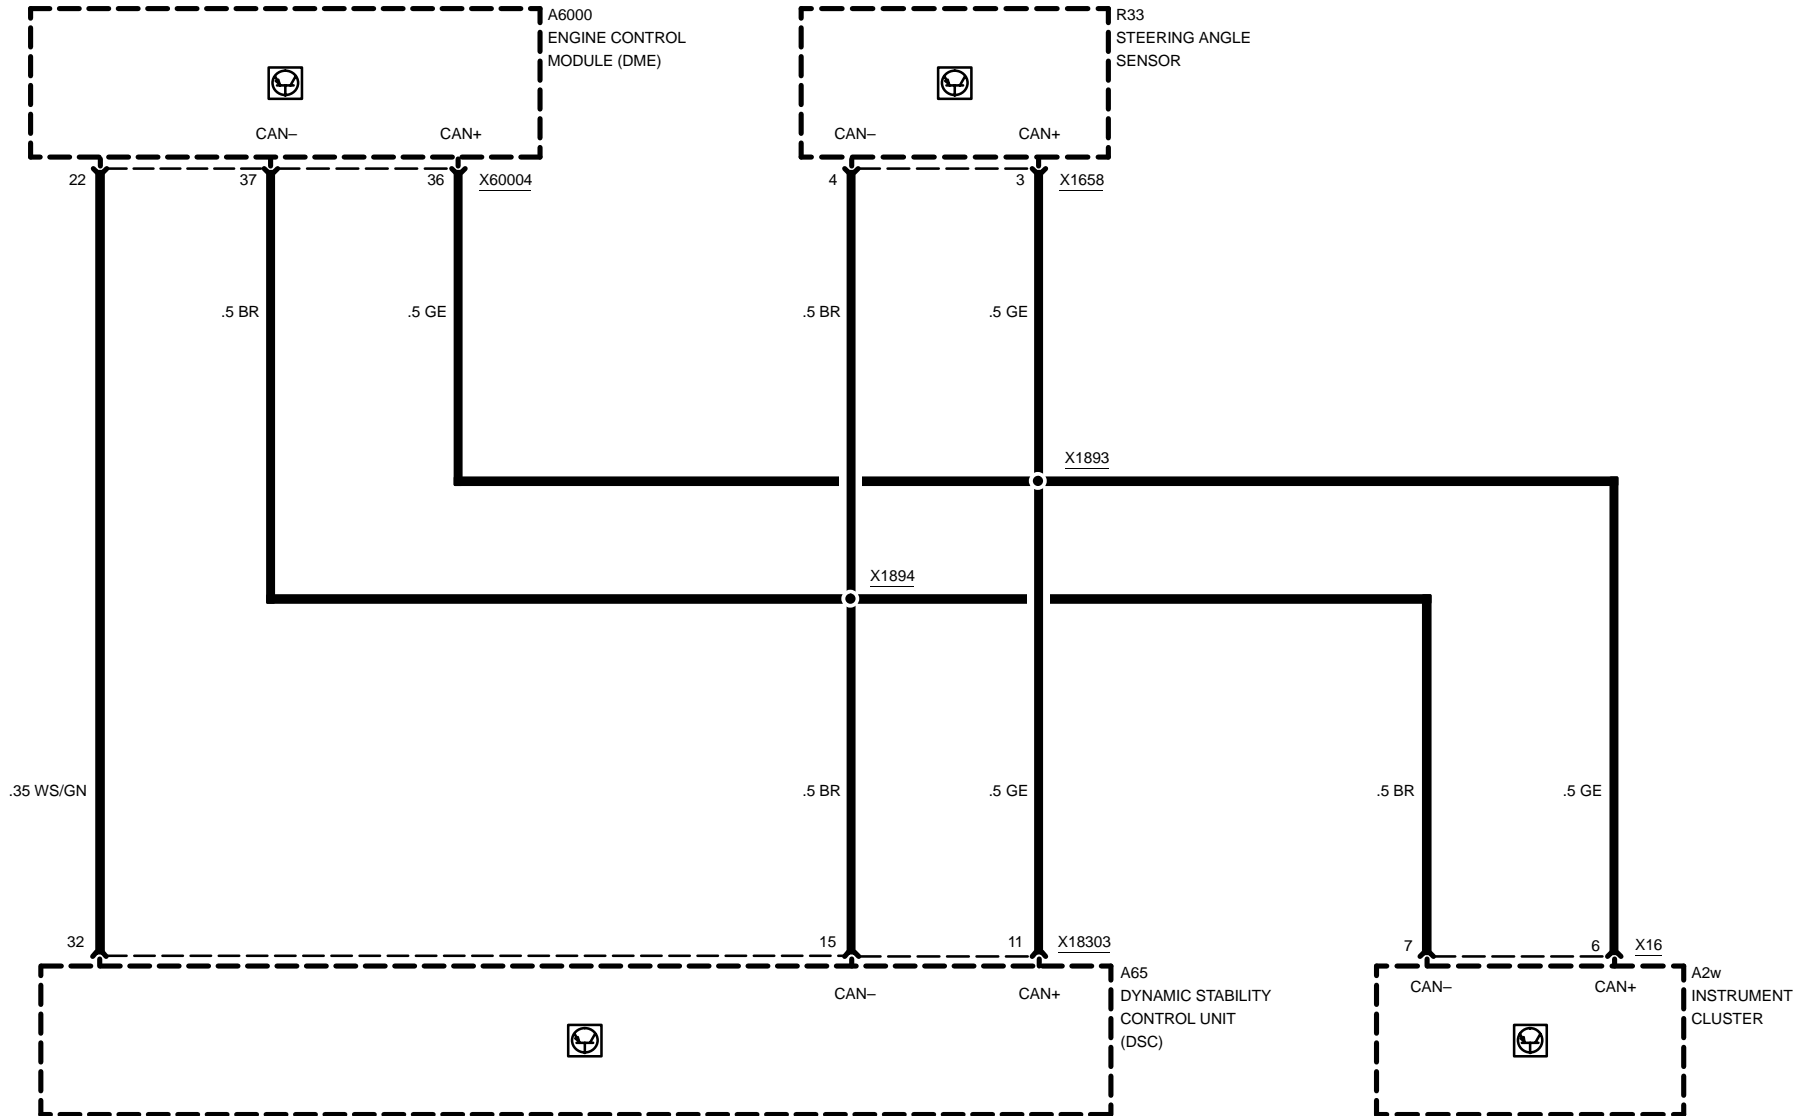 A6000
ENGINE CONTROL
MODULE (DME)
R33
STEERING ANGLE
SENSOR
CAN– CAN+ CAN– CAN+
22 37 36 X60004 4 3 X1658
.5 BR .5 GE .5 BR .5 GE
X1893
X1894
.35 WS/GN .5 BR .5 GE .5 BR .5 GE
32 15 11 X18303 7 6 X16
CAN– CAN+
A65
DYNAMIC STABILITY
CONTROL UNIT
(DSC)
CAN– CAN+
A2w
INSTRUMENT
CLUSTER